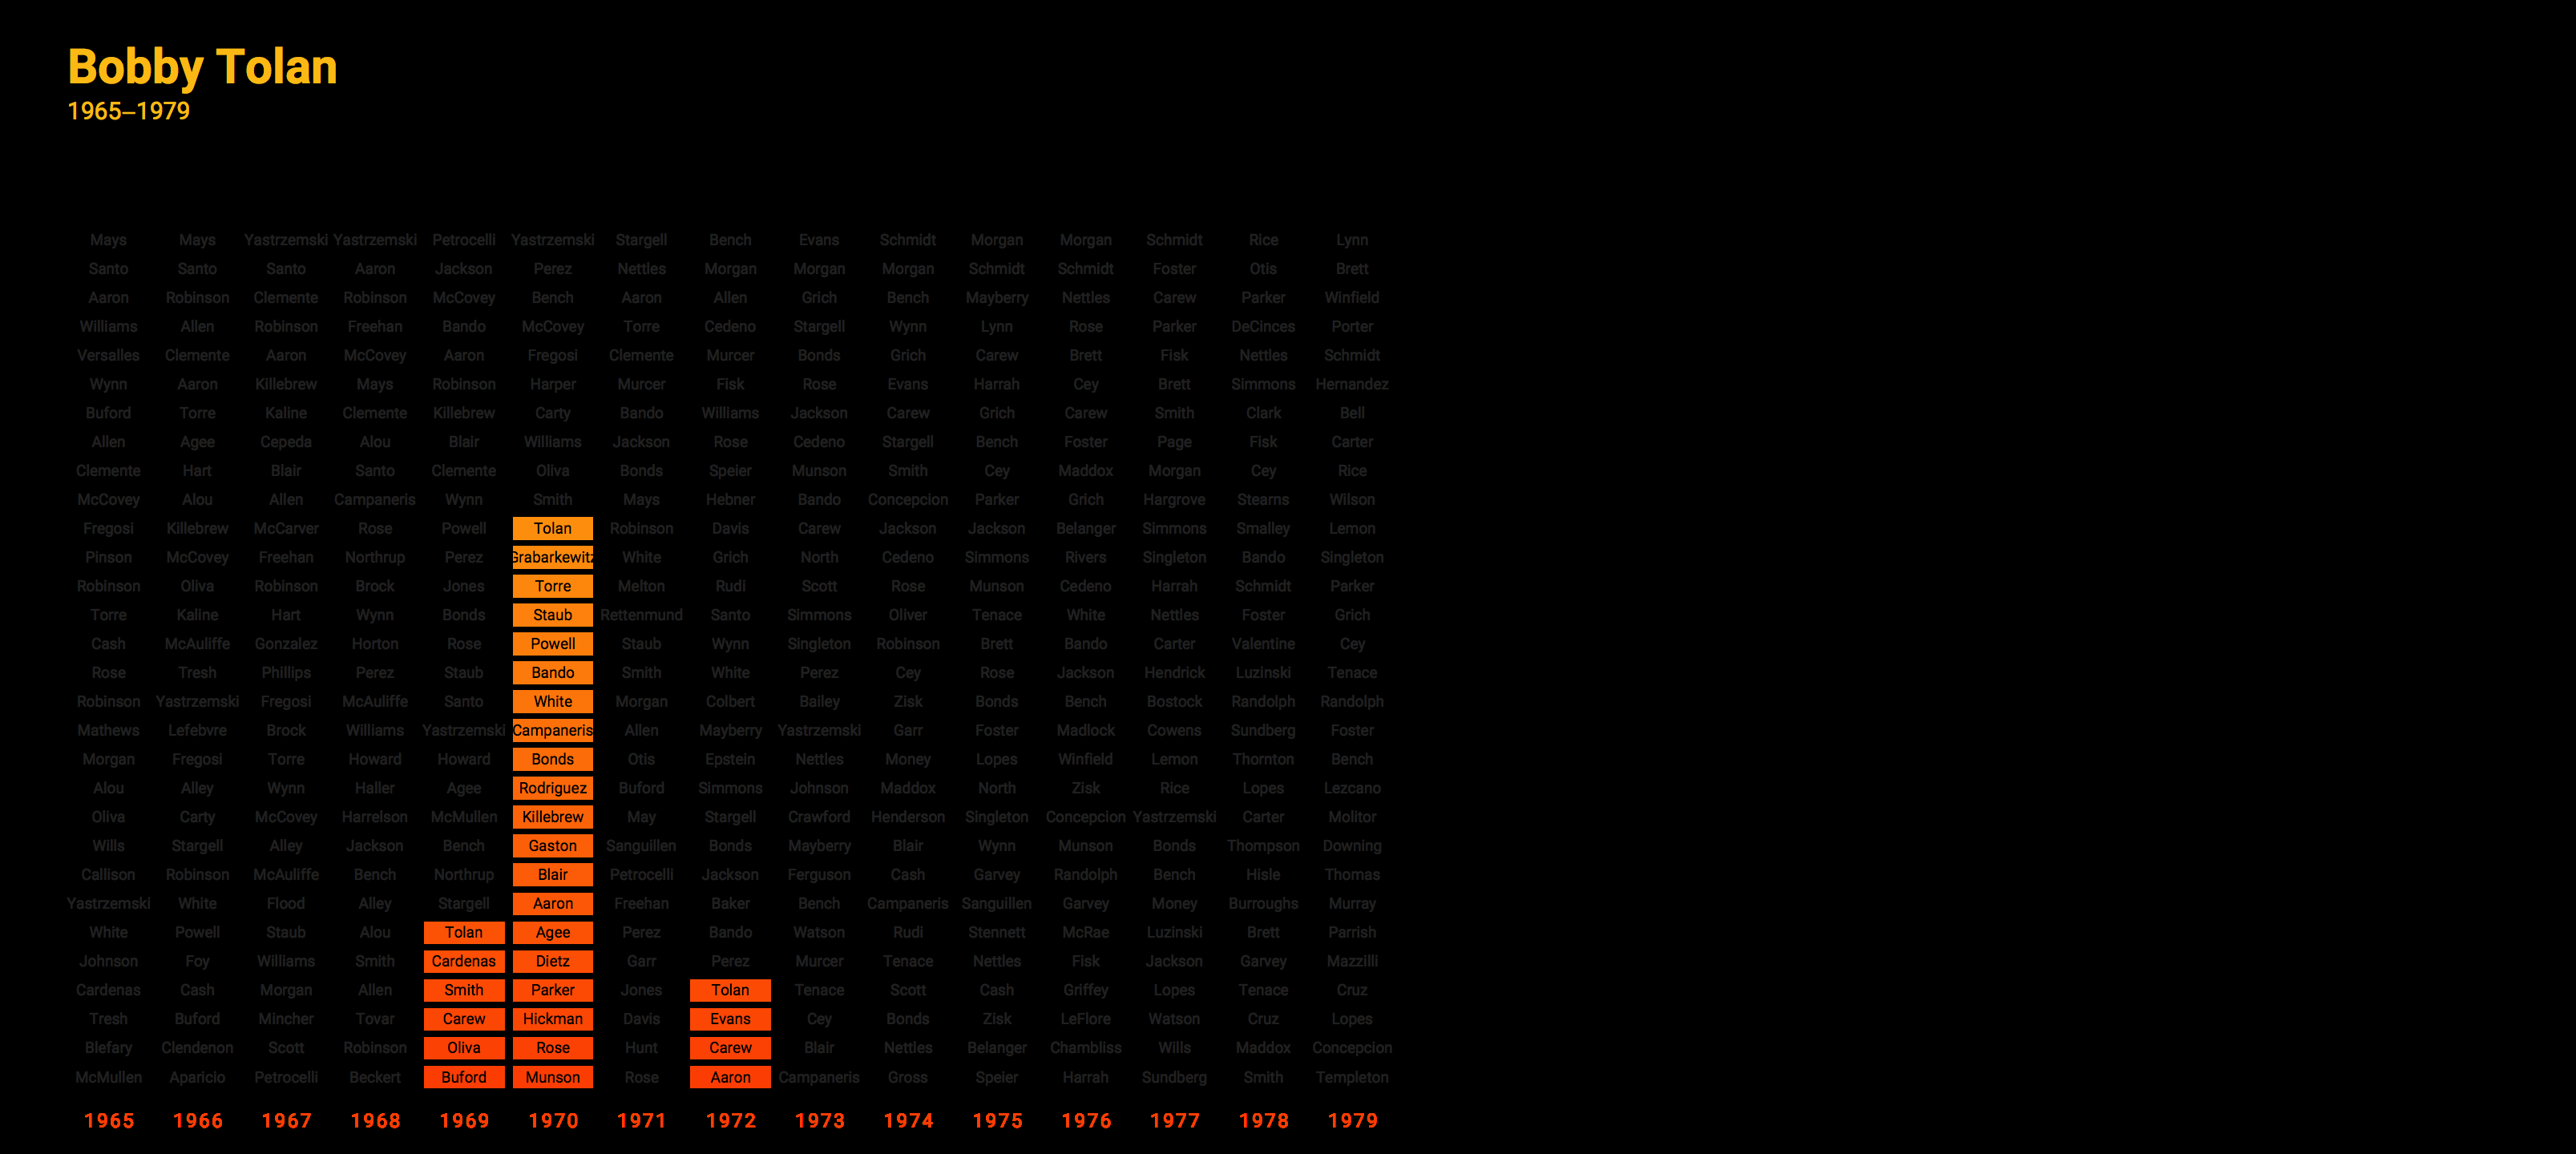 Bobby Tolan
1965–1979
Mays Mays Yastrzemski Yastrzemski Petrocelli Yastrzemski Stargell Bench Evans Schmidt Morgan Morgan Schmidt Rice Lynn
Santo Santo Santo Aaron Jackson Perez Nettles Morgan Morgan Morgan Schmidt Schmidt Foster Otis Brett
Aaron Robinson Clemente Robinson McCovey Bench Aaron Allen Grich Bench Mayberry Nettles Carew Parker Winfield
Williams Allen Robinson Freehan Bando McCovey Torre Cedeno Stargell Wynn Lynn Rose Parker DeCinces Porter
Versalles Clemente Aaron McCovey Aaron Fregosi Clemente Murcer Bonds Grich Carew Brett Fisk Nettles Schmidt
Wynn Aaron Killebrew Mays Robinson Harper Murcer Fisk Rose Evans Harrah Cey Brett Simmons Hernandez
Buford Torre Kaline Clemente Killebrew Carty Bando Williams Jackson Carew Grich Carew Smith Clark Bell
Allen Agee Cepeda Alou Blair Williams Jackson Rose Cedeno Stargell Bench Foster Page Fisk Carter
Clemente Hart Blair Santo Clemente Oliva Bonds Speier Munson Smith Cey Maddox Morgan Cey Rice
McCovey Alou Allen Campaneris Wynn Smith Mays Hebner Bando Concepcion Parker Grich Hargrove Stearns Wilson
Fregosi Killebrew McCarver Rose Powell Tolan Robinson Davis Carew Jackson Jackson Belanger Simmons Smalley Lemon
Pinson McCovey Freehan Northrup Perez Grabarkewitz White Grich North Cedeno Simmons Rivers Singleton Bando Singleton
Robinson Oliva Robinson Brock Jones Torre Melton Rudi Scott Rose Munson Cedeno Harrah Schmidt Parker
Torre Kaline Hart Wynn Bonds Staub Rettenmund Santo Simmons Oliver Tenace White Nettles Foster Grich
Cash McAuliffe Gonzalez Horton Rose Powell Staub Wynn Singleton Robinson Brett Bando Carter Valentine Cey
Rose Tresh Phillips Perez Staub Bando Smith White Perez Cey Rose Jackson Hendrick Luzinski Tenace
Robinson Yastrzemski Fregosi McAuliffe Santo White Morgan Colbert Bailey Zisk Bonds Bench Bostock Randolph Randolph
Mathews Lefebvre Brock Williams Yastrzemski Campaneris Allen Mayberry Yastrzemski Garr Foster Madlock Cowens Sundberg Foster
Morgan Fregosi Torre Howard Howard Bonds Otis Epstein Nettles Money Lopes Winfield Lemon Thornton Bench
Alou Alley Wynn Haller Agee Rodriguez Buford Simmons Johnson Maddox North Zisk Rice Lopes Lezcano
Oliva Carty McCovey Harrelson McMullen Killebrew May Stargell Crawford Henderson Singleton Concepcion Yastrzemski Carter Molitor
Wills Stargell Alley Jackson Bench Gaston Sanguillen Bonds Mayberry Blair Wynn Munson Bonds Thompson Downing
Callison Robinson McAuliffe Bench Northrup Blair Petrocelli Jackson Ferguson Cash Garvey Randolph Bench Hisle Thomas
Yastrzemski White Flood Alley Stargell Aaron Freehan Baker Bench Campaneris Sanguillen Garvey Money Burroughs Murray
White Powell Staub Alou Tolan Agee Perez Bando Watson Rudi Stennett McRae Luzinski Brett Parrish
Johnson Foy Williams Smith Cardenas Dietz Garr Perez Murcer Tenace Nettles Fisk Jackson Garvey Mazzilli
Cardenas Cash Morgan Allen Smith Parker Jones Tolan Tenace Scott Cash Griffey Lopes Tenace Cruz
Tresh Buford Mincher Tovar Carew Hickman Davis Evans Cey Bonds Zisk LeFlore Watson Cruz Lopes
Blefary Clendenon Scott Robinson Oliva Rose Hunt Carew Blair Nettles Belanger Chambliss Wills Maddox Concepcion
McMullen Aparicio Petrocelli Beckert Buford Munson Rose Aaron Campaneris Gross Speier Harrah Sundberg Smith Templeton
1965 1966 1967 1968 1969 1970 1971 1972 1973 1974 1975 1976 1977 1978 1979